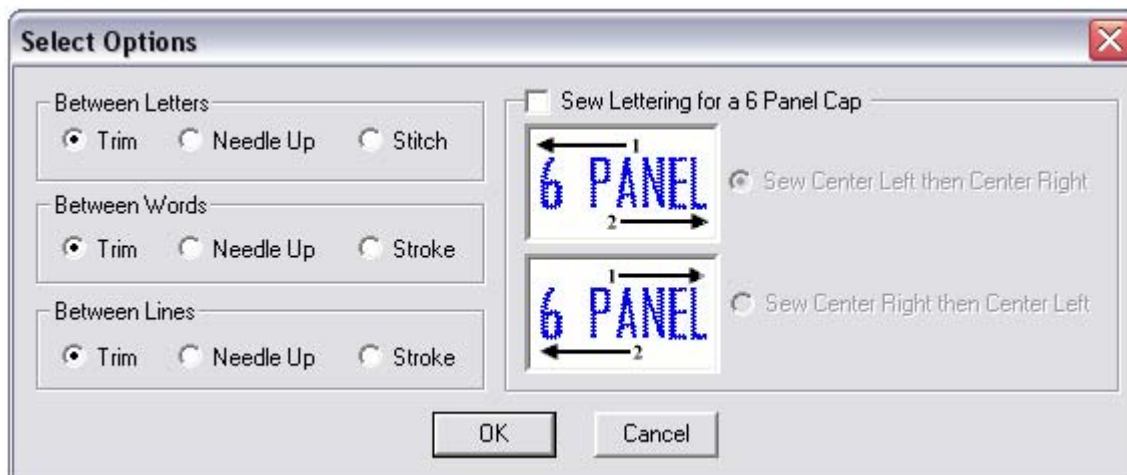 Select Options
Between Letters
Trim Needle Up Stitch
Between Words
Trim Needle Up Stroke
Between Lines
Trim Needle Up Stroke
Sew Lettering for a 6 Panel Cap
1
6 PANEL
2
Sew Center Left then Center Right
1
6 PANEL
2
Sew Center Right then Center Left
OK Cancel